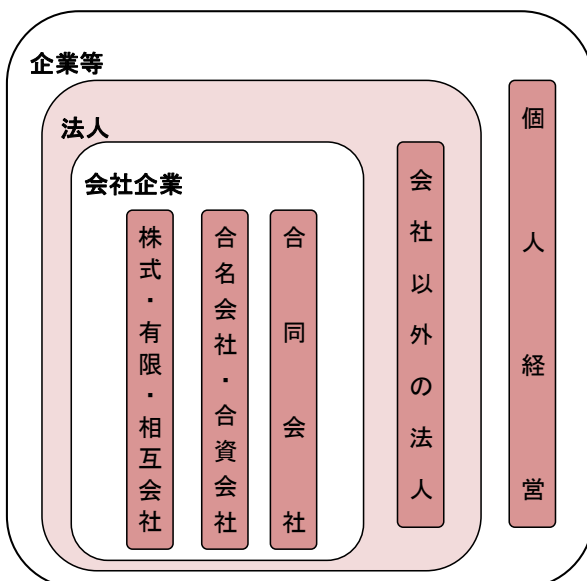 企業等
法人
会社企業
株式・有限・相互会社
合名会社・合資会社
合同会社
会社以外の法人
個人経営